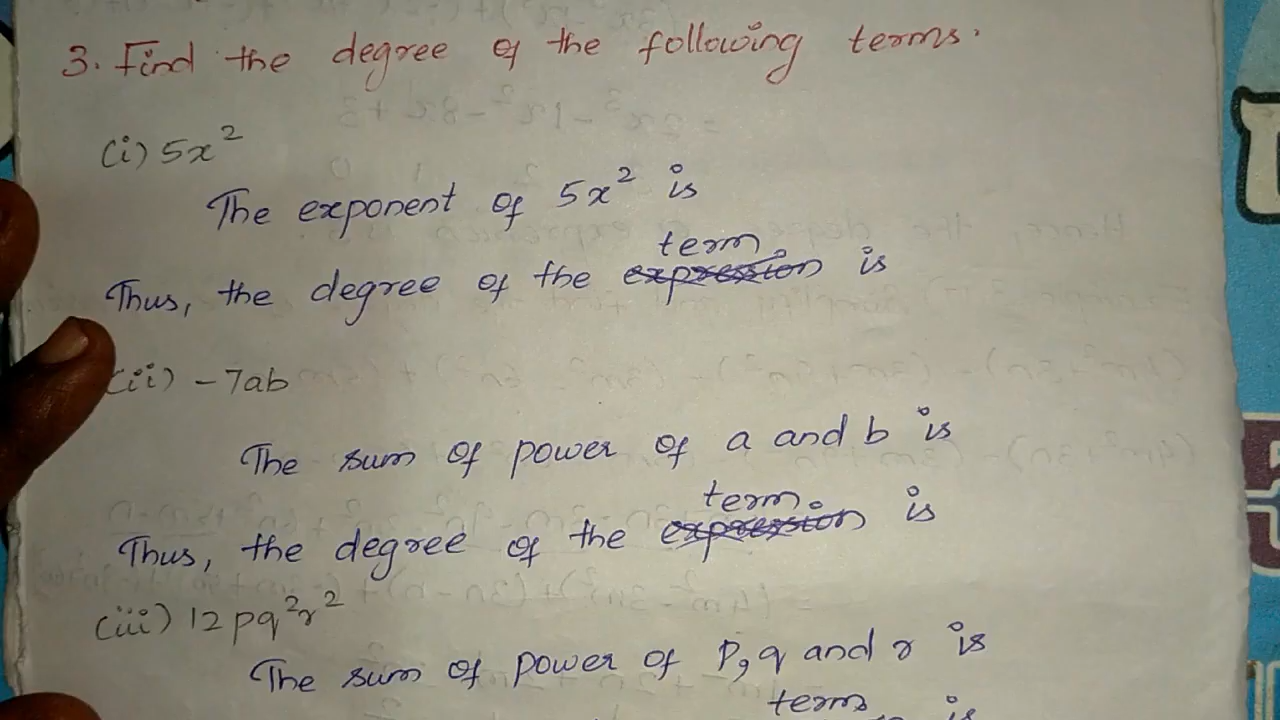 3. Find the degree of the following terms.
(i) 5x²
The exponent of 5x² is
term.
Thus, the degree of the expression is
(ii) - 7ab
The sum of power of a and b is
term.
Thus, the degree of the expression is
(iii) 12pq²r²
The sum of power of p, q and r is
term
is